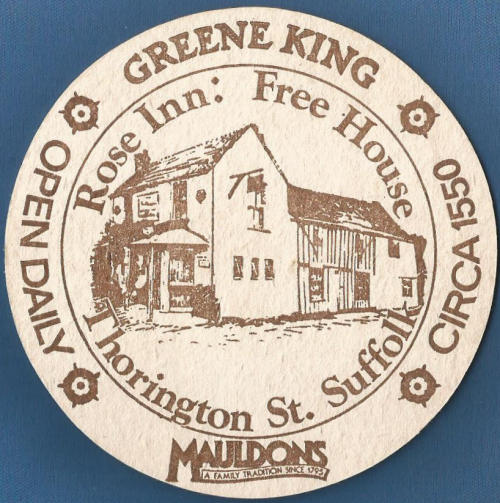 GREENE KING
Rose Inn: Free House
OPEN DAILY
CIRCA 1550
Thorington St. Suffolk
MAULDONS
A FAMILY TRADITION SINCE 1795